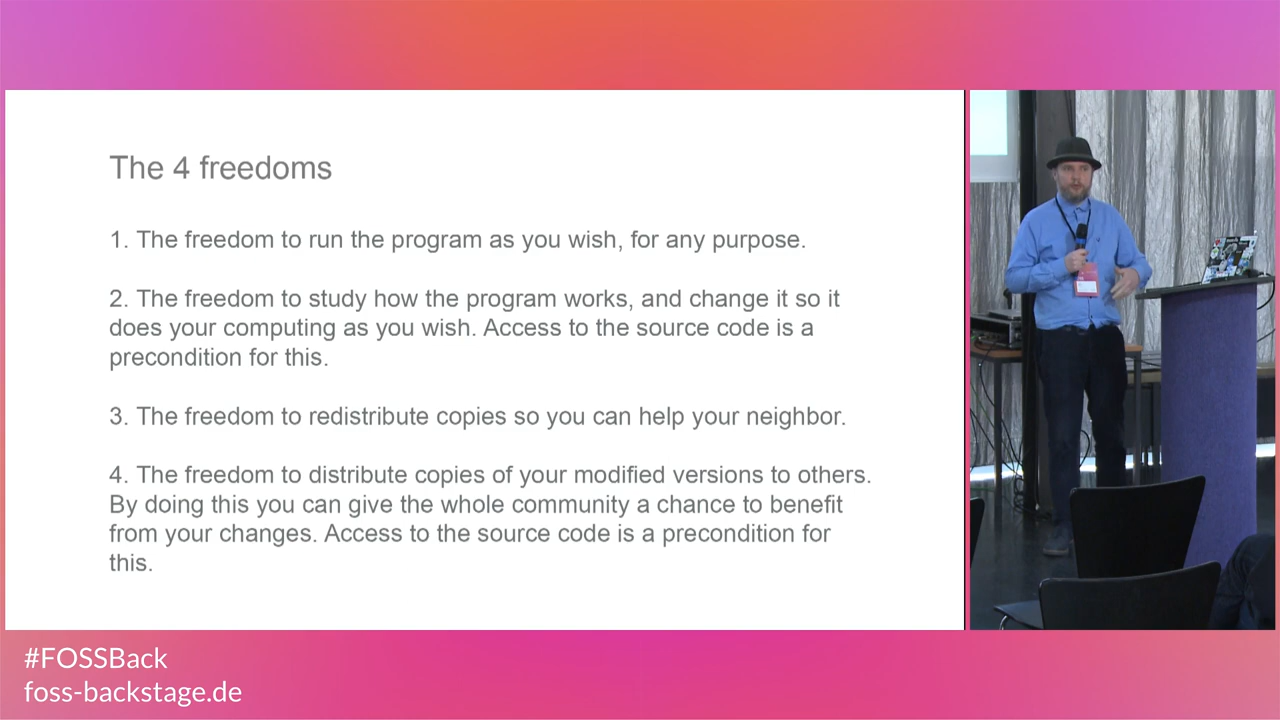 The 4 freedoms
1. The freedom to run the program as you wish, for any purpose.
2. The freedom to study how the program works, and change it so it
does your computing as you wish. Access to the source code is a
precondition for this.
3. The freedom to redistribute copies so you can help your neighbor.
4. The freedom to distribute copies of your modified versions to others.
By doing this you can give the whole community a chance to benefit
from your changes. Access to the source code is a precondition for
this.
#FOSSBack
foss-backstage.de